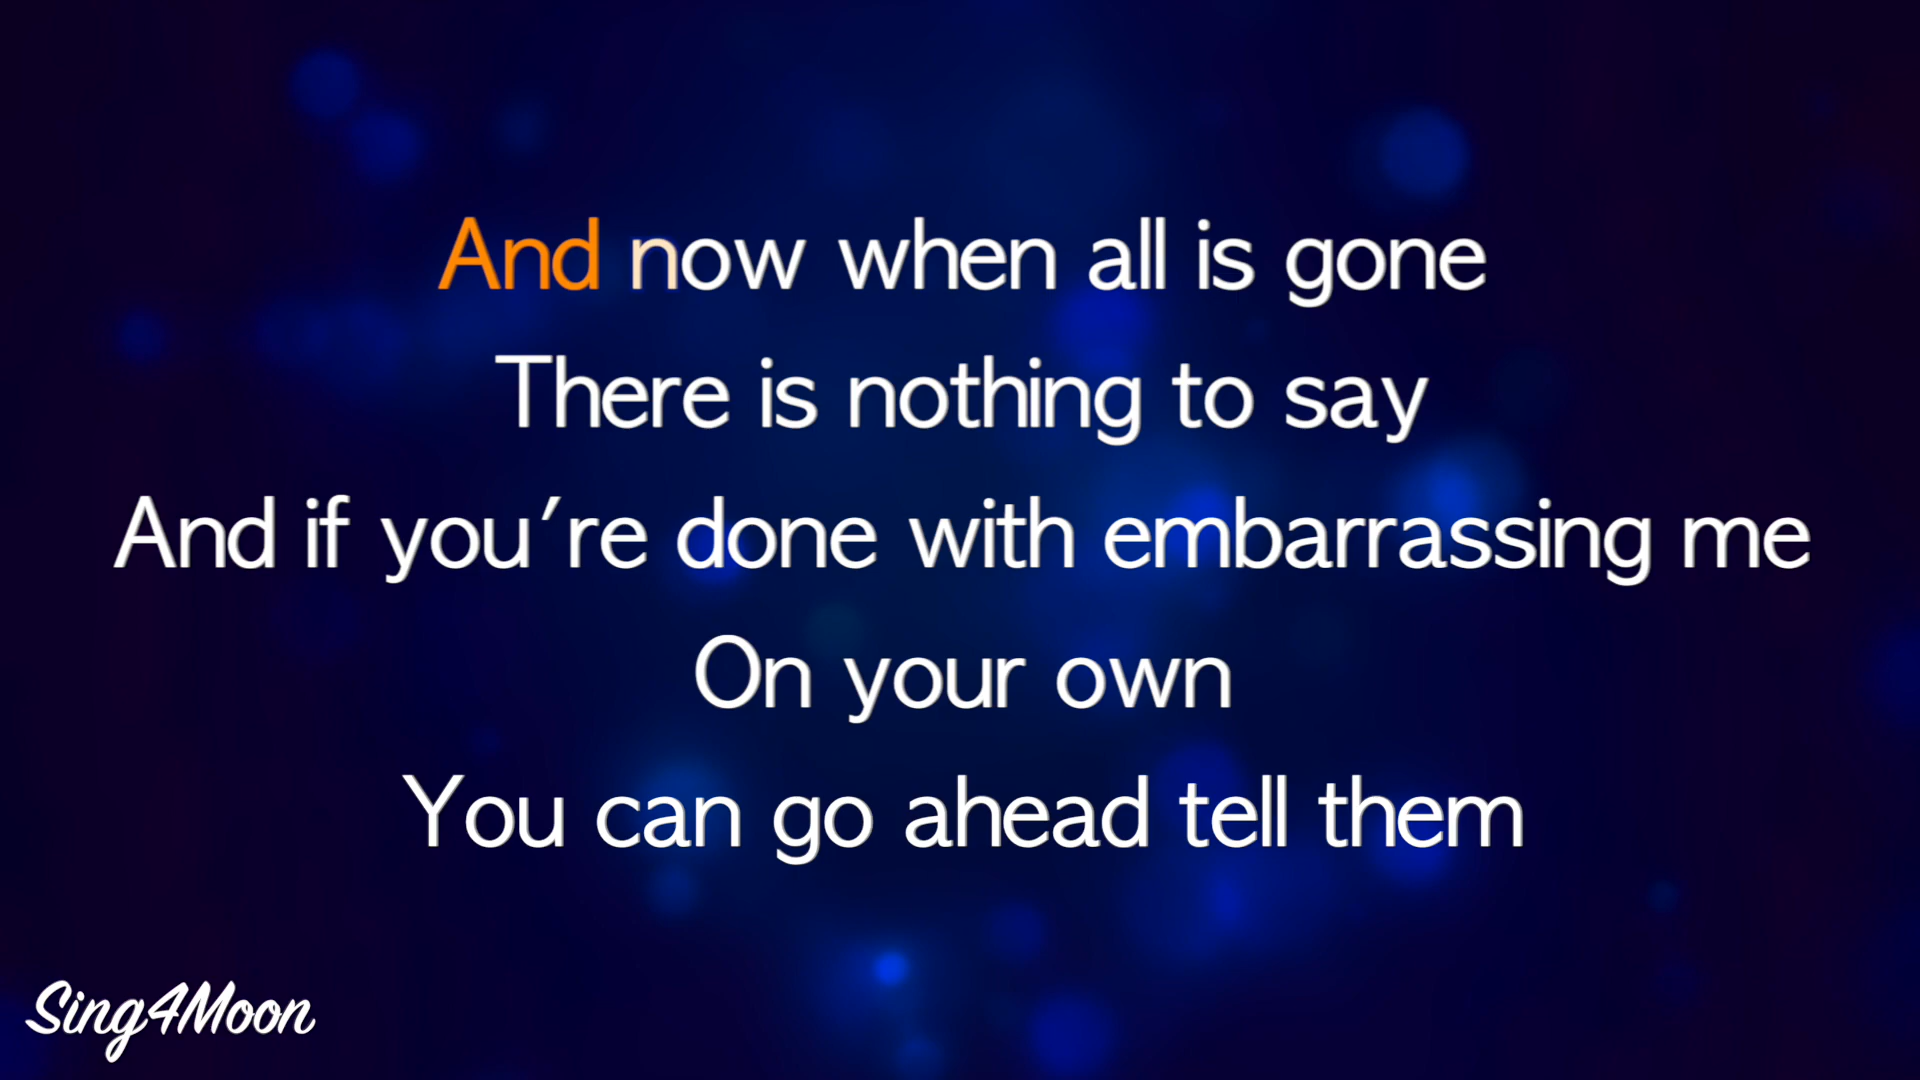 And now when all is gone
There is nothing to say
And if you're done with embarrassing me
On your own
You can go ahead tell them
Sing4Moon